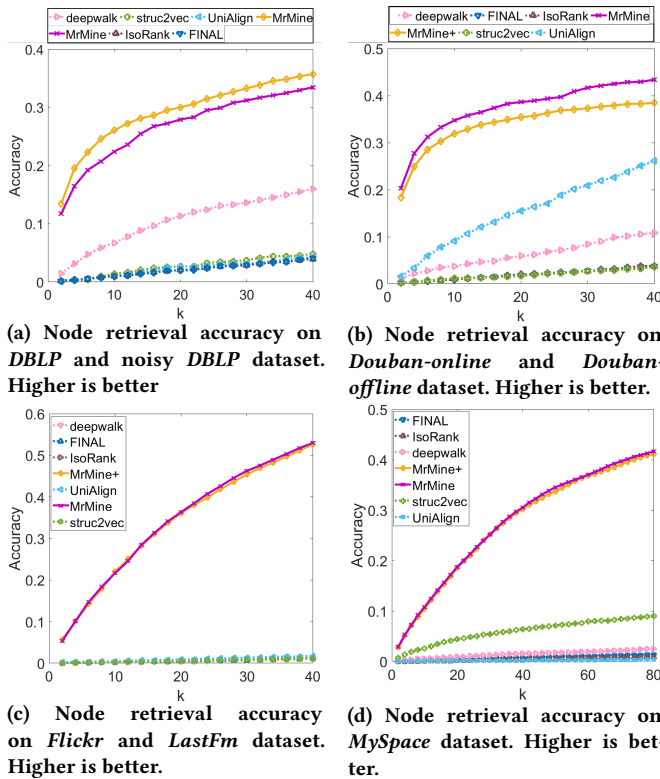 deepwalk struc2vec UniAlign MrMine
MrMine IsoRank FINAL
0.4
0.3
0.2
0.1
0
Accuracy
0 10 20 30 40
k
(a) Node retrieval accuracy on
DBLP and noisy DBLP dataset.
Higher is better
deepwalk FINAL IsoRank MrMine
MrMine+ struc2vec UniAlign
0.5
0.4
0.3
0.2
0.1
0
Accuracy
0 10 20 30 40
k
(b) Node retrieval accuracy on
Douban-online and Douban-
offline dataset. Higher is better.
0.6
0.5
0.4
0.3
0.2
0.1
0
Accuracy
deepwalk
FINAL
IsoRank
MrMine+
UniAlign
MrMine
struc2vec
0 10 20 30 40
k
(c) Node retrieval accuracy
on Flickr and LastFm dataset.
Higher is better.
0.5
0.4
0.3
0.2
0.1
0
Accuracy
FINAL
IsoRank
deepwalk
MrMine+
MrMine
struc2vec
UniAlign
0 20 40 60 80
k
(d) Node retrieval accuracy on
MySpace dataset. Higher is bet-
ter.